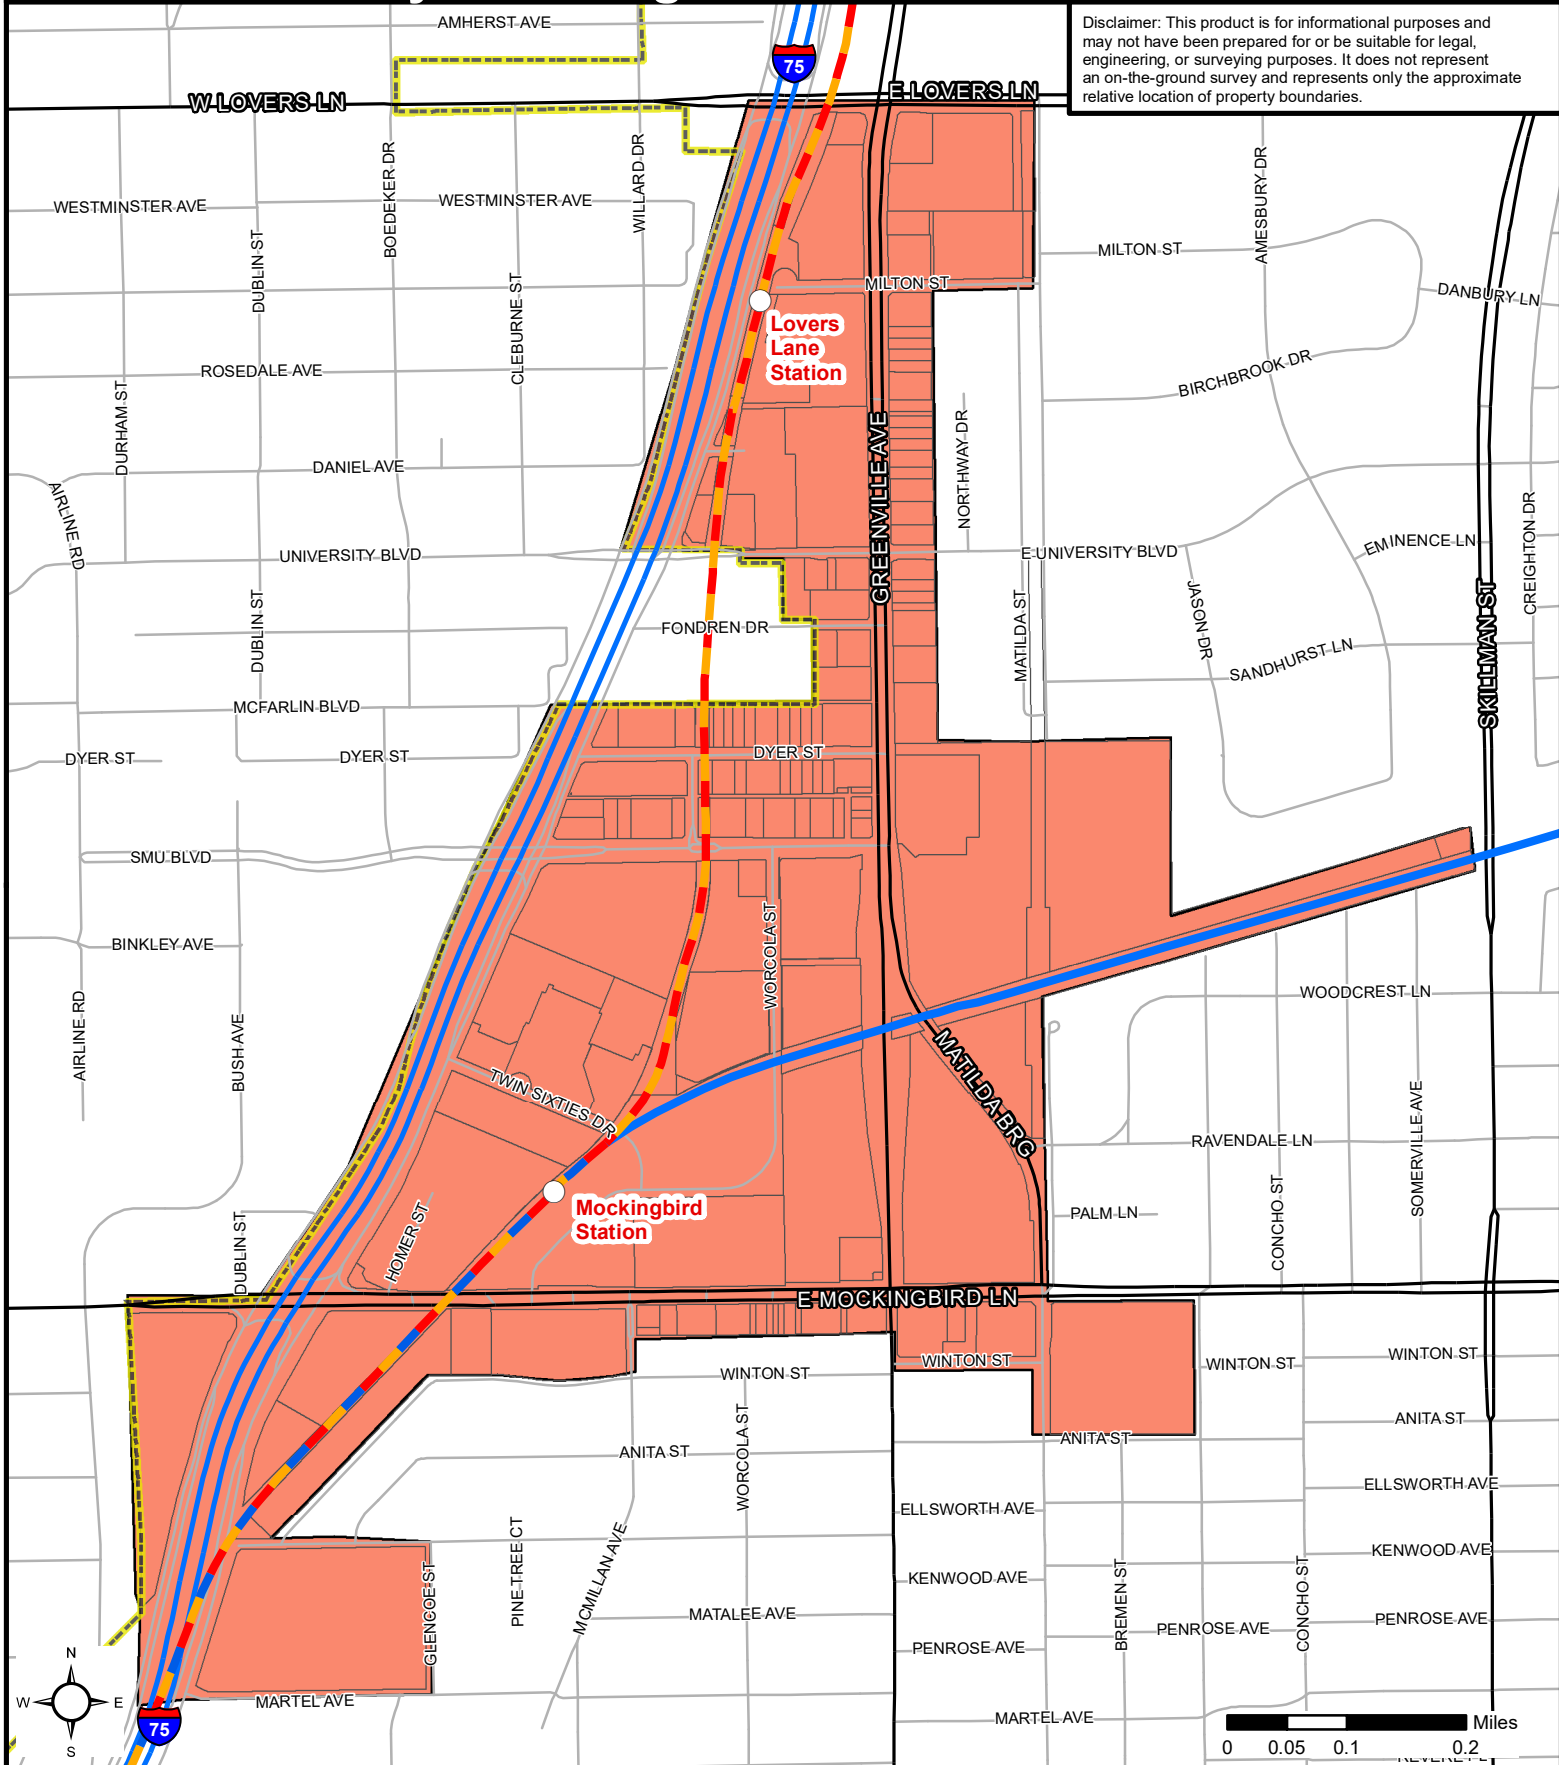 AMHERST AVE
Disclaimer: This product is for informational purposes and
may not have been prepared for or be suitable for legal,
engineering, or surveying purposes. It does not represent
an on-the-ground survey and represents only the approximate
relative location of property boundaries.
75
W LOVERS LN
E LOVERS LN
WESTMINSTER AVE
WESTMINSTER AVE
BOEDEKER DR
WILLARD DR
AMESBURY DR
DUBLIN ST
CLEBURNE ST
MILTON ST
MILTON ST
DANBURY LN
Lovers
Lane
Station
ROSEDALE AVE
BIRCHBROOK DR
DURHAM ST
NORTHWAY DR
GREENVILLE AVE
DANIEL AVE
AIRLINE RD
UNIVERSITY BLVD
E UNIVERSITY BLVD
EMINENCE LN
CREIGHTON DR
DUBLIN ST
FONDREN DR
MATILDA ST
JASON DR
SANDHURST LN
SKILLMAN ST
MCFARLIN BLVD
DYER ST
DYER ST
DYER ST
SMU BLVD
BINKLEY AVE
WORCOLA ST
WOODCREST LN
AIRLINE RD
BUSH AVE
TWIN SIXTIES DR
MATILDA BRG
RAVENDALE LN
SOMERVILLE AVE
Mockingbird
Station
PALM LN
CONCHO ST
DUBLIN ST
HOMER ST
E MOCKINGBIRD LN
WINTON ST
WINTON ST
WINTON ST
WINTON ST
ANITA ST
WORCOLA ST
ANITA ST
ANITA ST
ELLSWORTH AVE
ELLSWORTH AVE
PINE TREE CT
MCMILLAN AVE
KENWOOD AVE
KENWOOD AVE
GLENCOE ST
MATALEE AVE
BREMEN ST
CONCHO ST
PENROSE AVE
PENROSE AVE
PENROSE AVE
N
W E
S
MARTEL AVE
MARTEL AVE
75
Miles
0 0.05 0.1 0.2